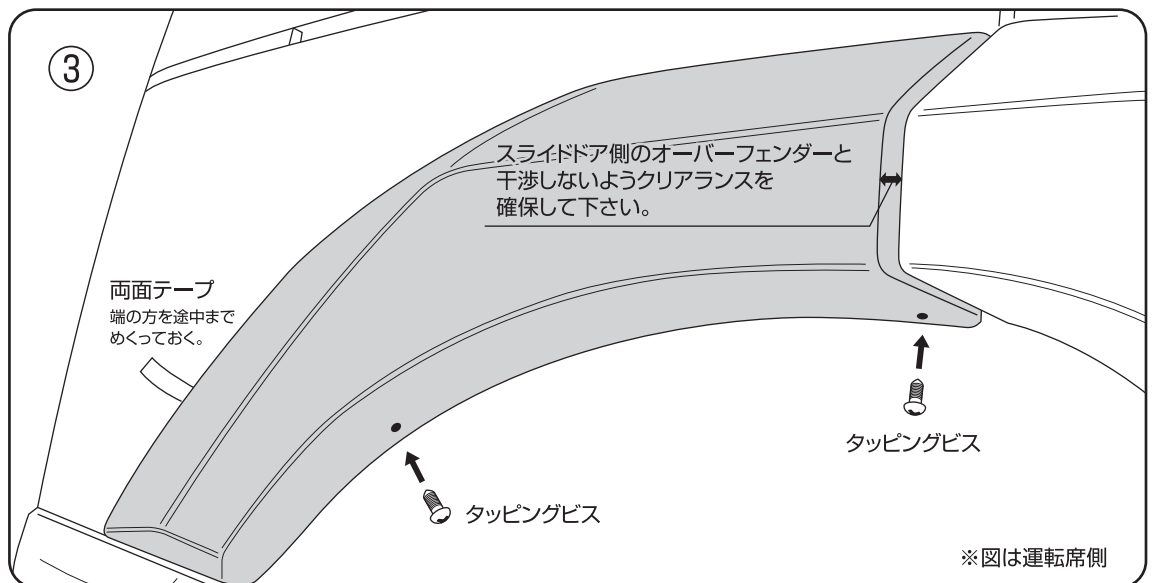 ③
スライドドア側のオーバーフェンダーと
干渉しないようクリアランスを
確保して下さい。
両面テープ
端の方を途中まで
めくっておく。
タッピングビス
タッピングビス
※図は運転席側